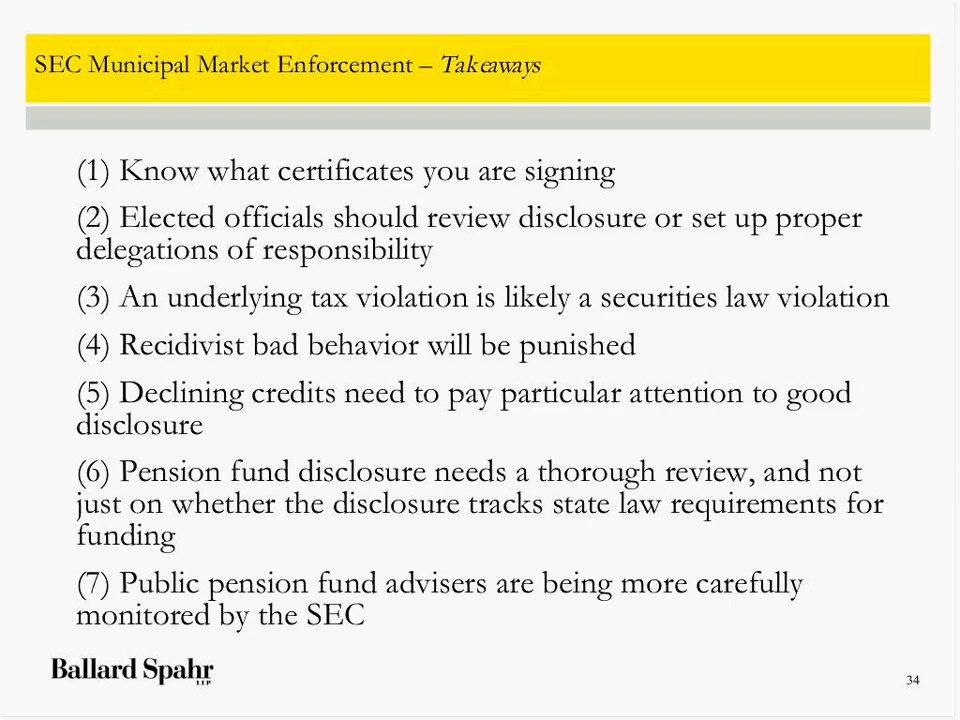 SEC Municipal Market Enforcement – Takeaways
(1) Know what certificates you are signing
(2) Elected officials should review disclosure or set up proper
delegations of responsibility
(3) An underlying tax violation is likely a securities law violation
(4) Recidivist bad behavior will be punished
(5) Declining credits need to pay particular attention to good
disclosure
(6) Pension fund disclosure needs a thorough review, and not
just on whether the disclosure tracks state law requirements for
funding
(7) Public pension fund advisers are being more carefully
monitored by the SEC
Ballard Spahr
LLP
34